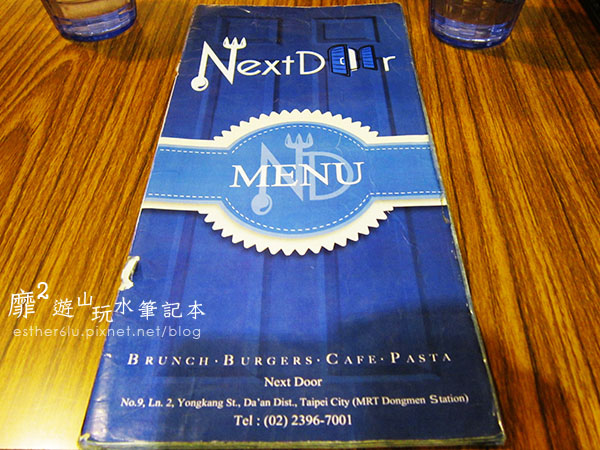 NextDoor
ND
MENU
靡2遊山玩水筆記本
esther6lu.pixnet.net/blog
BRUNCH · BURGERS · CAFE · PASTA
Next Door
No.9, Ln. 2, Yongkang St., Da'an Dist., Taipei City (MRT Dongmen Station)
Tel : (02) 2396-7001